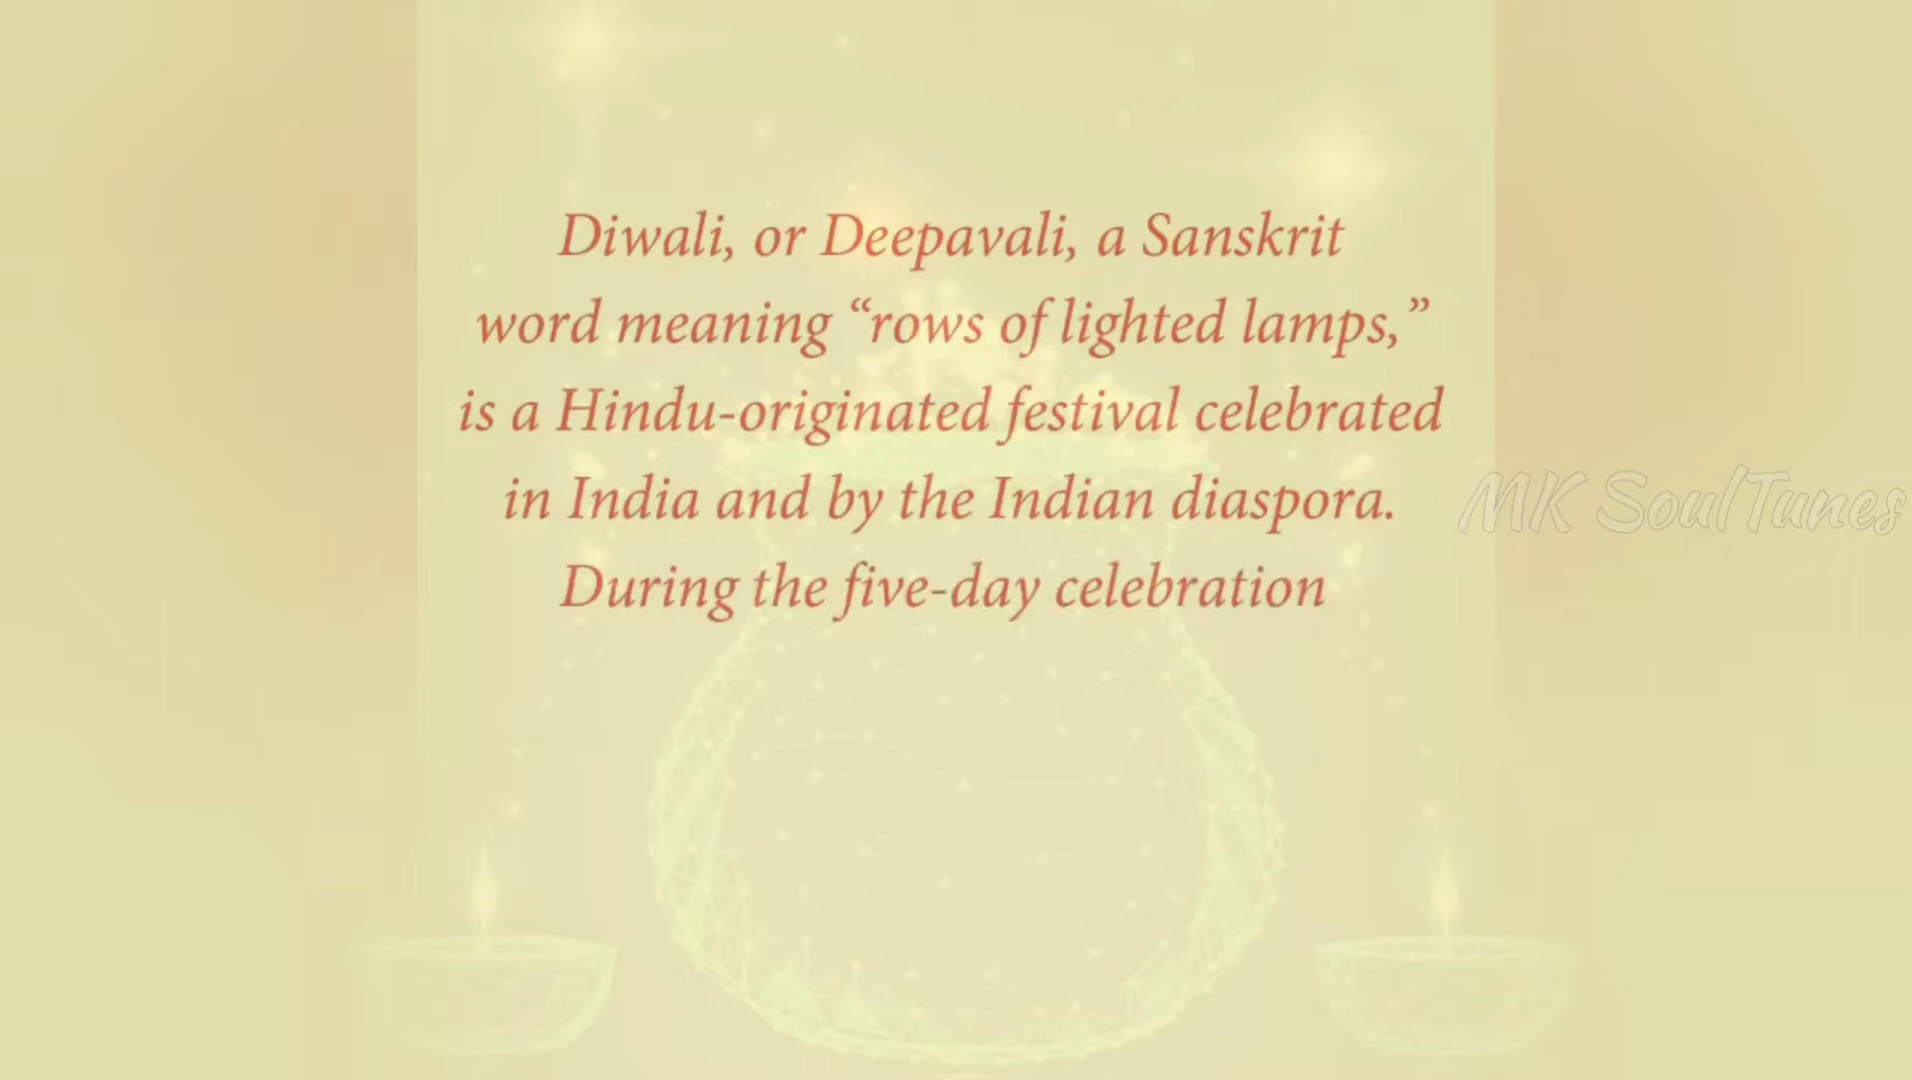 Diwali, or Deepavali, a Sanskrit
word meaning “rows of lighted lamps,”
is a Hindu-originated festival celebrated
in India and by the Indian diaspora.
MK SoulTunes
During the five-day celebration